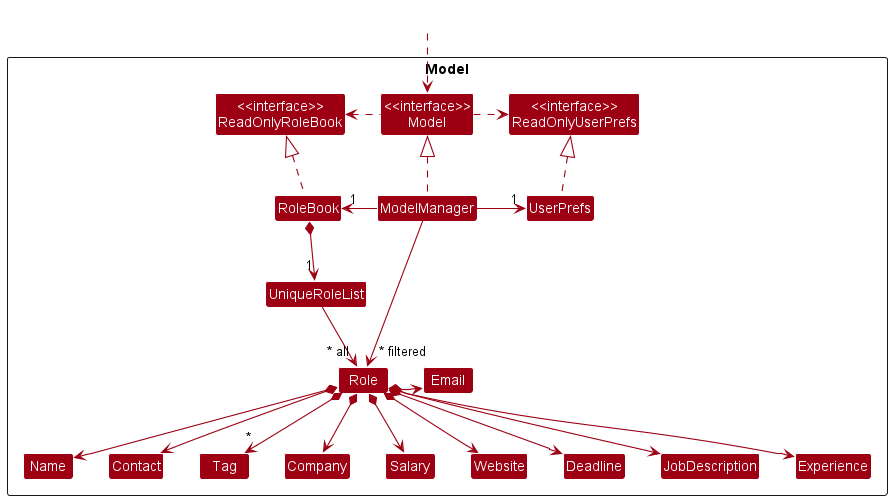 Model
<<interface>>
ReadOnlyRoleBook
<<interface>>
Model
<<interface>>
ReadOnlyUserPrefs
RoleBook
1
ModelManager
1
UserPrefs
1
UniqueRoleList
* all
* filtered
Role
Email
*
Name
Contact
Tag
Company
Salary
Website
Deadline
JobDescription
Experience